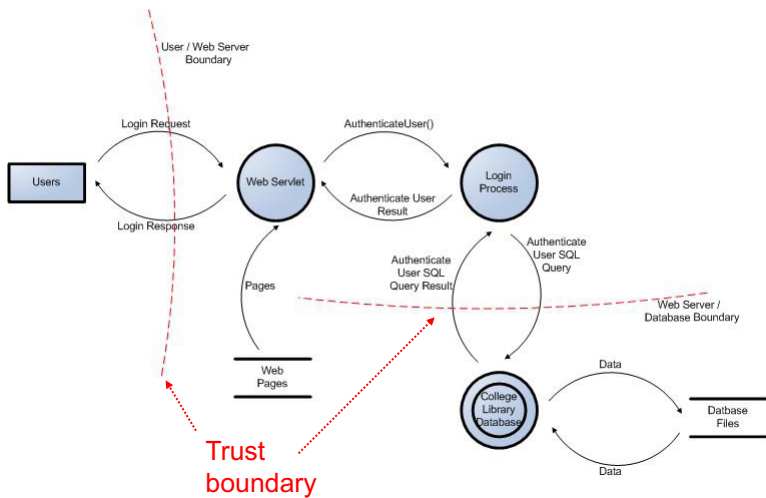 User / Web Server
Boundary
Login Request
AuthenticateUser()
Users
Web Servlet
Login
Process
Authenticate User
Result
Login Response
Authenticate
User SQL
Query Result
Authenticate
User SQL
Query
Pages
Web Server /
Database Boundary
Web
Pages
Data
College
Library
Database
Datbase
Files
Data
Trust
boundary